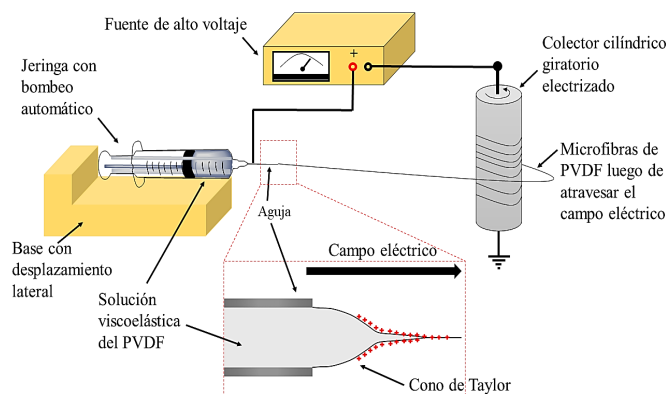 Fuente de alto
voltaje
+
Colector cilíndrico
giratorio
electrizado
Jeringa con
bombeo
automático
Microfibras de
PVDF luego de
atravesar el
campo eléctrico
Aguja
Base con
desplazamiento
lateral
Solución
viscoelástica
del PVDF
Campo eléctrico
Cono de Taylor